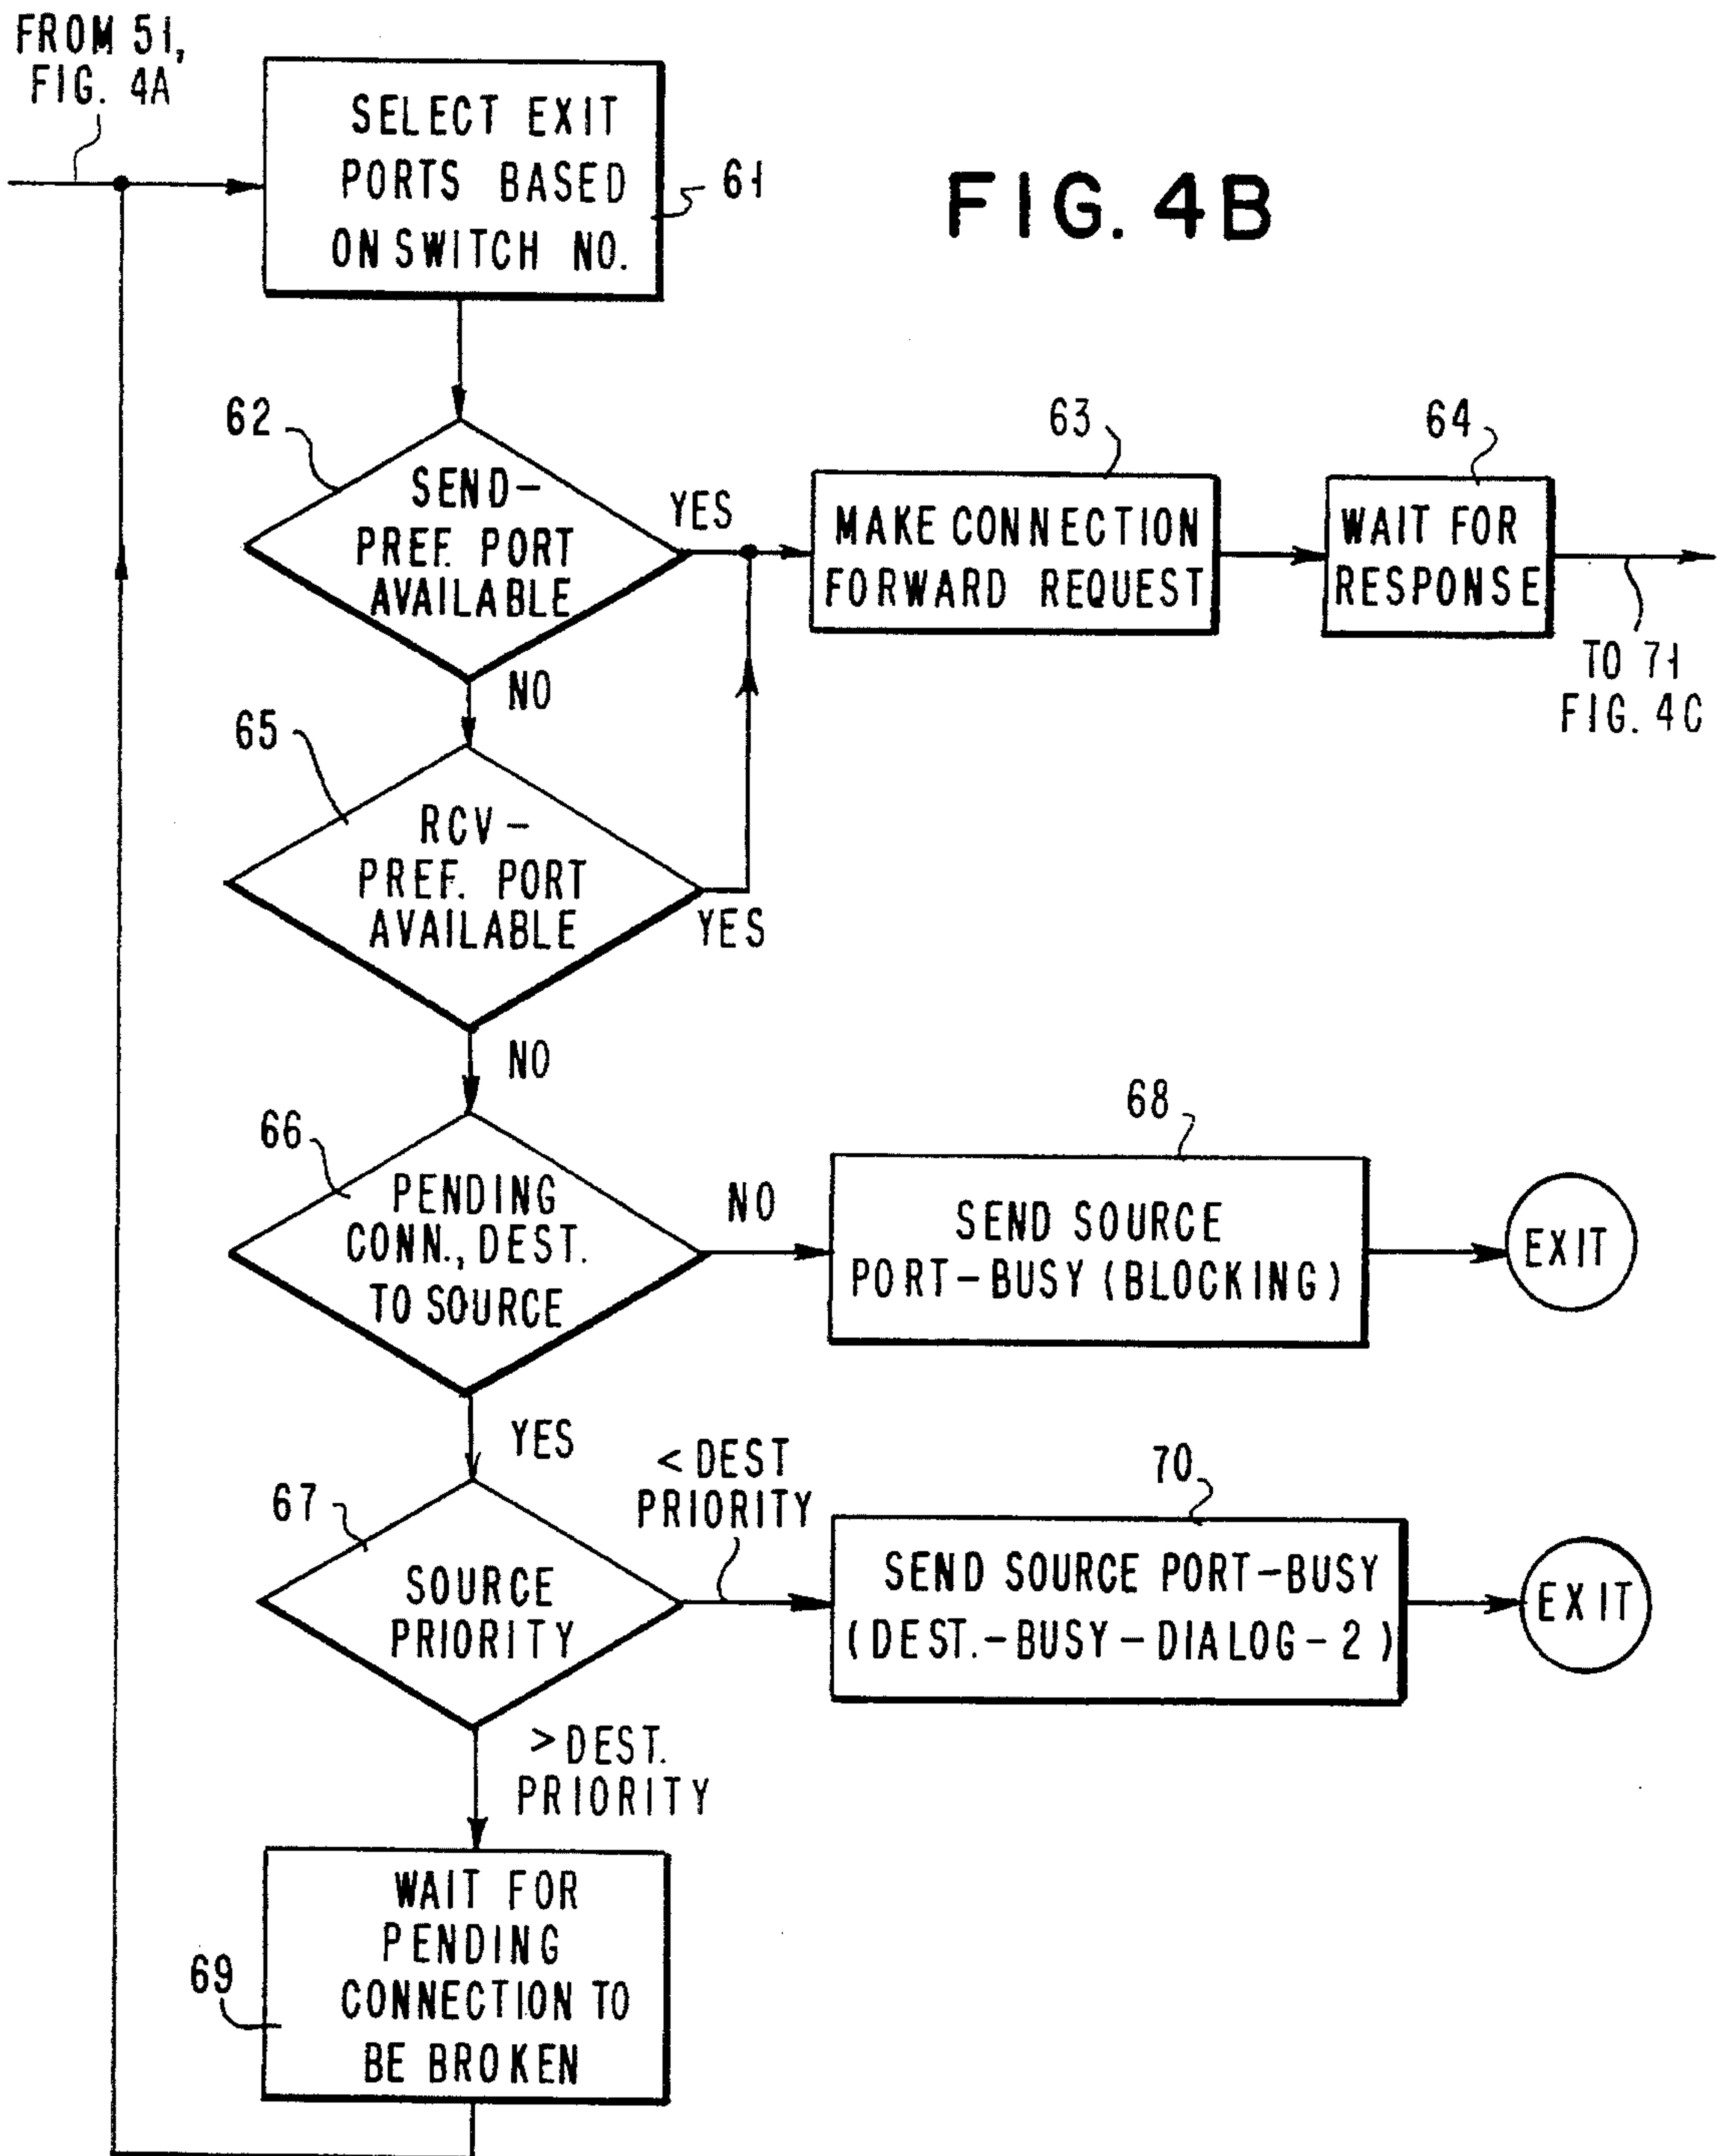 FROM 51,
FIG. 4A
SELECT EXIT
PORTS BASED
ON SWITCH NO.
61
FIG. 4B
62
SEND-
PREF. PORT
AVAILABLE
YES
NO
63
MAKE CONNECTION
FORWARD REQUEST
64
WAIT FOR
RESPONSE
TO 71
FIG. 4C
65
RCV-
PREF. PORT
AVAILABLE
YES
NO
66
PENDING
CONN., DEST.
TO SOURCE
NO
YES
68
SEND SOURCE
PORT-BUSY (BLOCKING)
EXIT
67
SOURCE
PRIORITY
< DEST
PRIORITY
70
SEND SOURCE PORT-BUSY
(DEST.-BUSY-DIALOG-2)
EXIT
> DEST.
PRIORITY
69
WAIT FOR
PENDING
CONNECTION TO
BE BROKEN